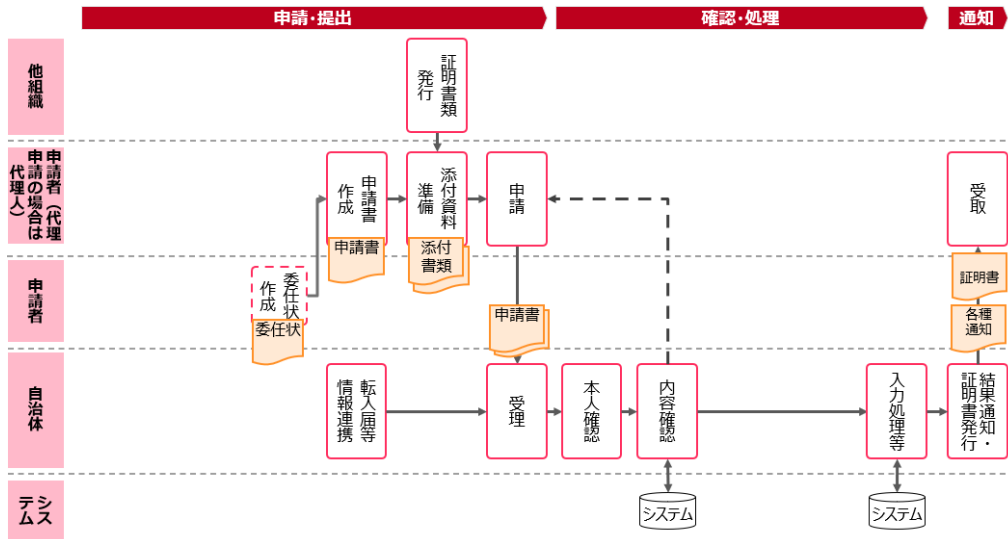 申請・提出
確認・処理
通知
他組織
証明書類
発行
申請者（代理
申請の場合は
代理人）
申請書
作成
添付資料
準備
申請
受取
申請書
添付
書類
申請者
委任状
作成
委任状
申請書
証明書
各種
通知
自治体
転入届等
情報連携
受理
本人確認
内容確認
入力処理等
結果通知・
証明書発行
シス
テム
システム
システム